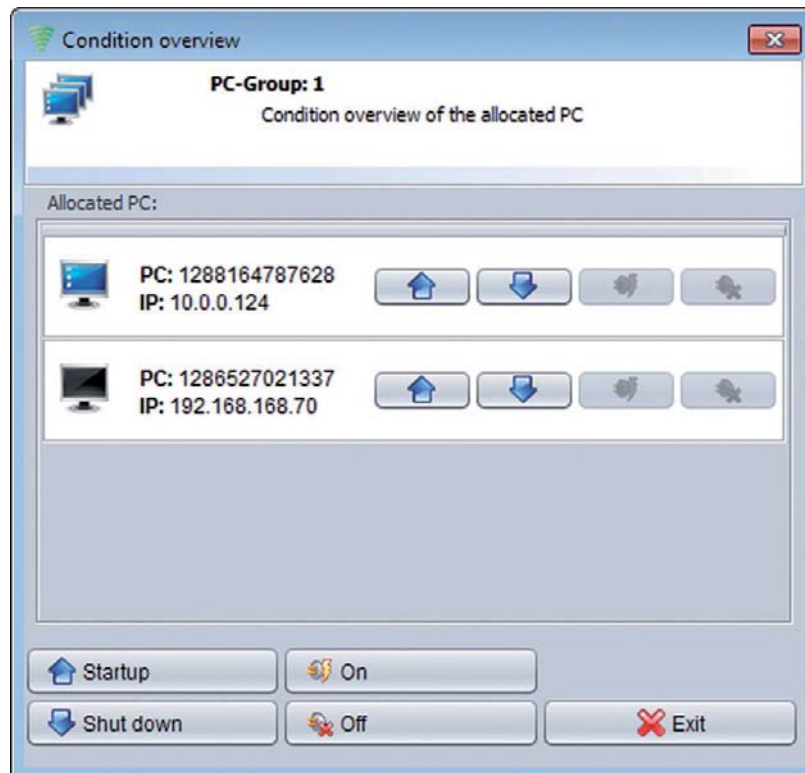 Condition overview
PC-Group: 1
Condition overview of the allocated PC
Allocated PC:
PC: 1288164787628
IP: 10.0.0.124
PC: 1286527021337
IP: 192.168.168.70
Startup
On
Shut down
Off
Exit